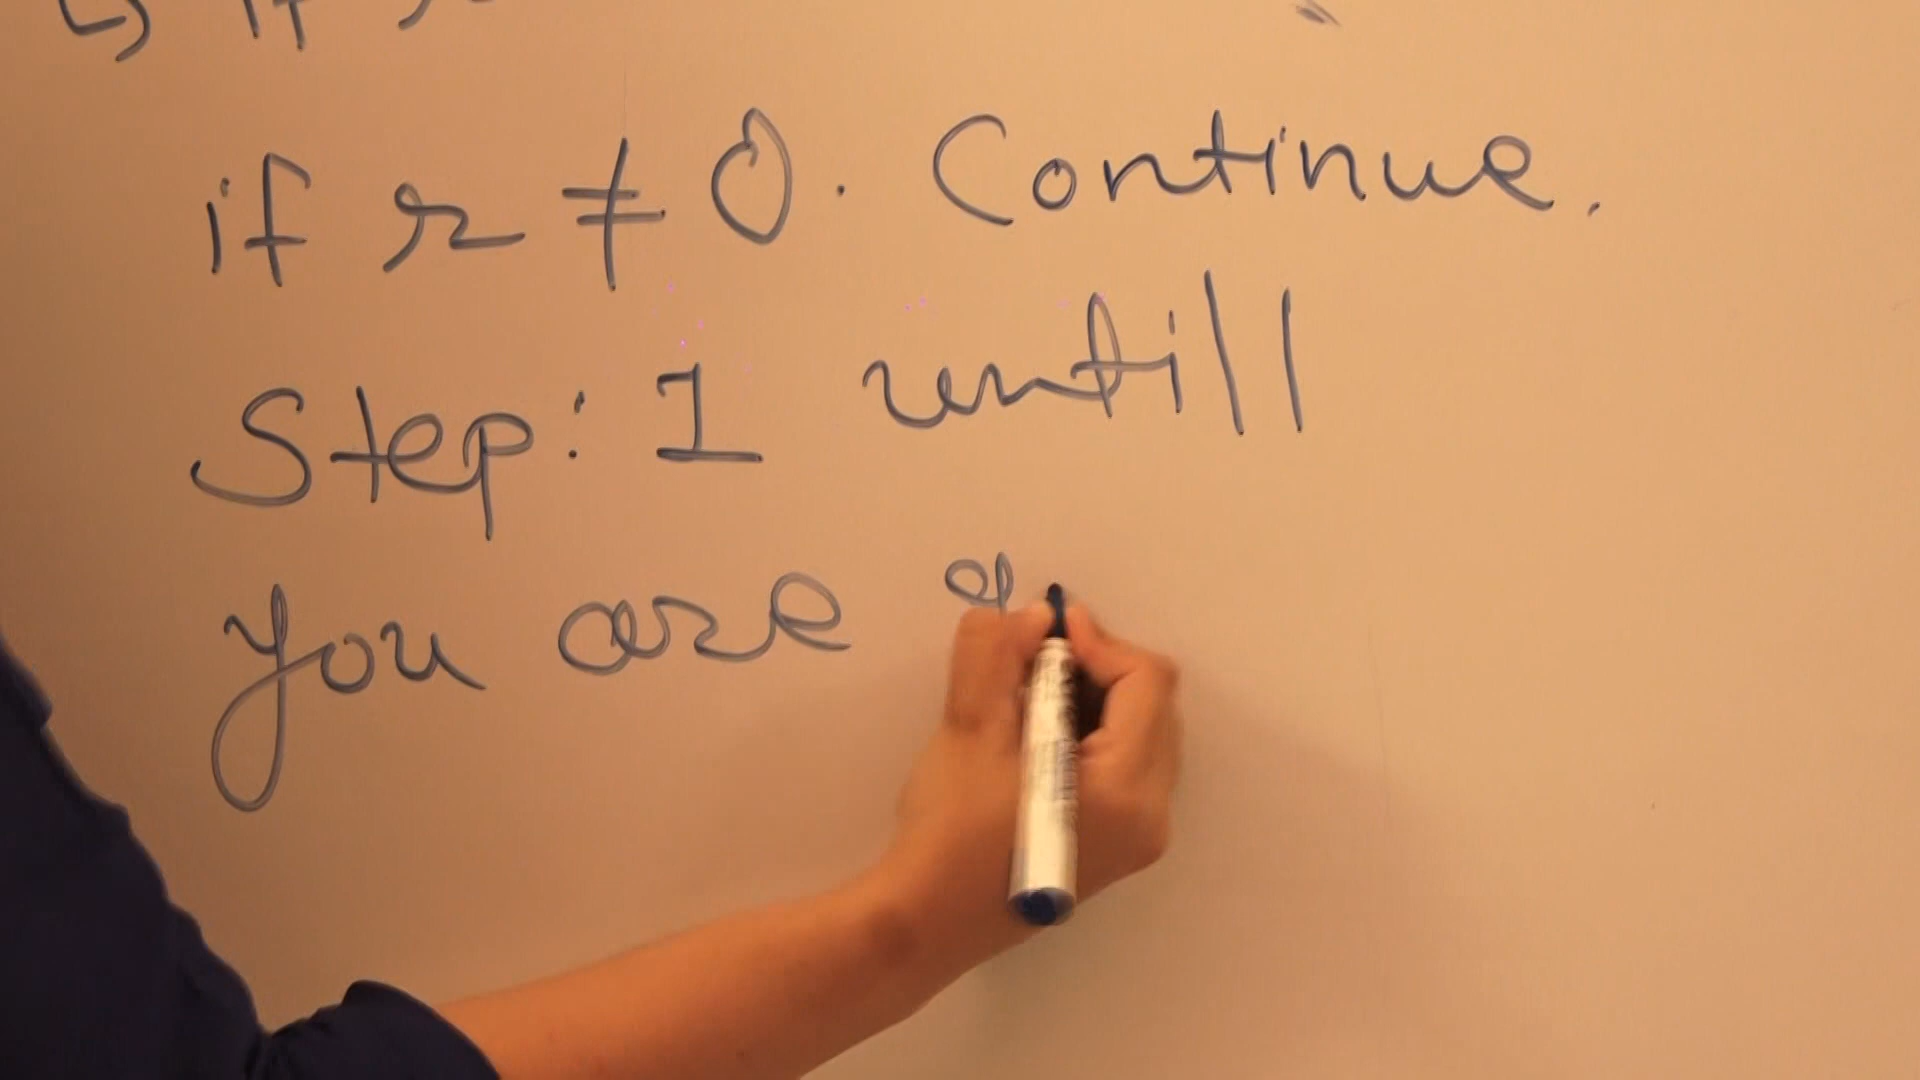 if r ≠ 0. Continue.
Step: 1 untill
you are